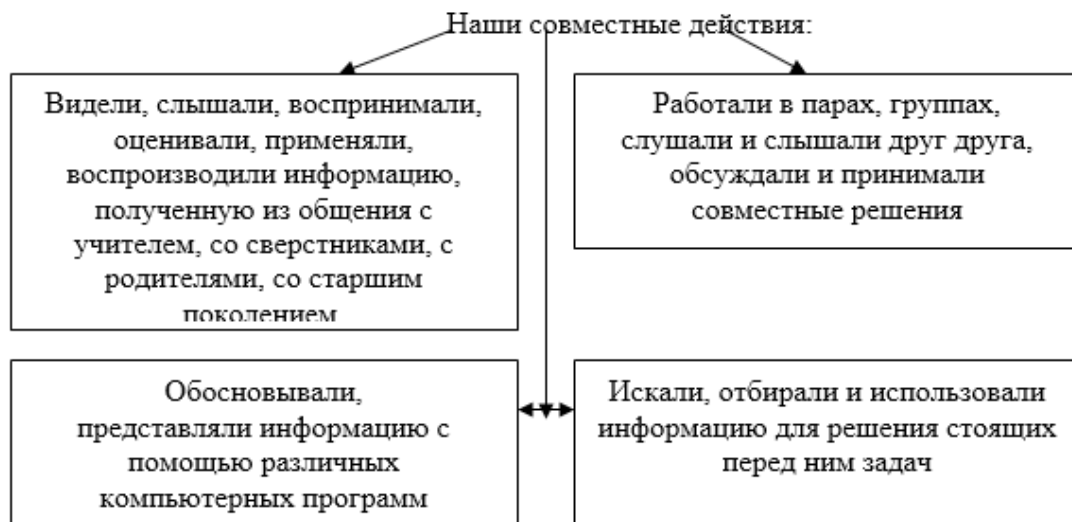 Наши совместные действия:
Видели, слышали, воспринимали,
оценивали, применяли,
воспроизводили информацию,
полученную из общения с
учителем, со сверстниками, с
родителями, со старшим
поколением
Работали в парах, группах,
слушали и слышали друг друга,
обсуждали и принимали
совместные решения
Обосновывали,
представляли информацию с
помощью различных
компьютерных программ
Искали, отбирали и использовали
информацию для решения стоящих
перед ним задач